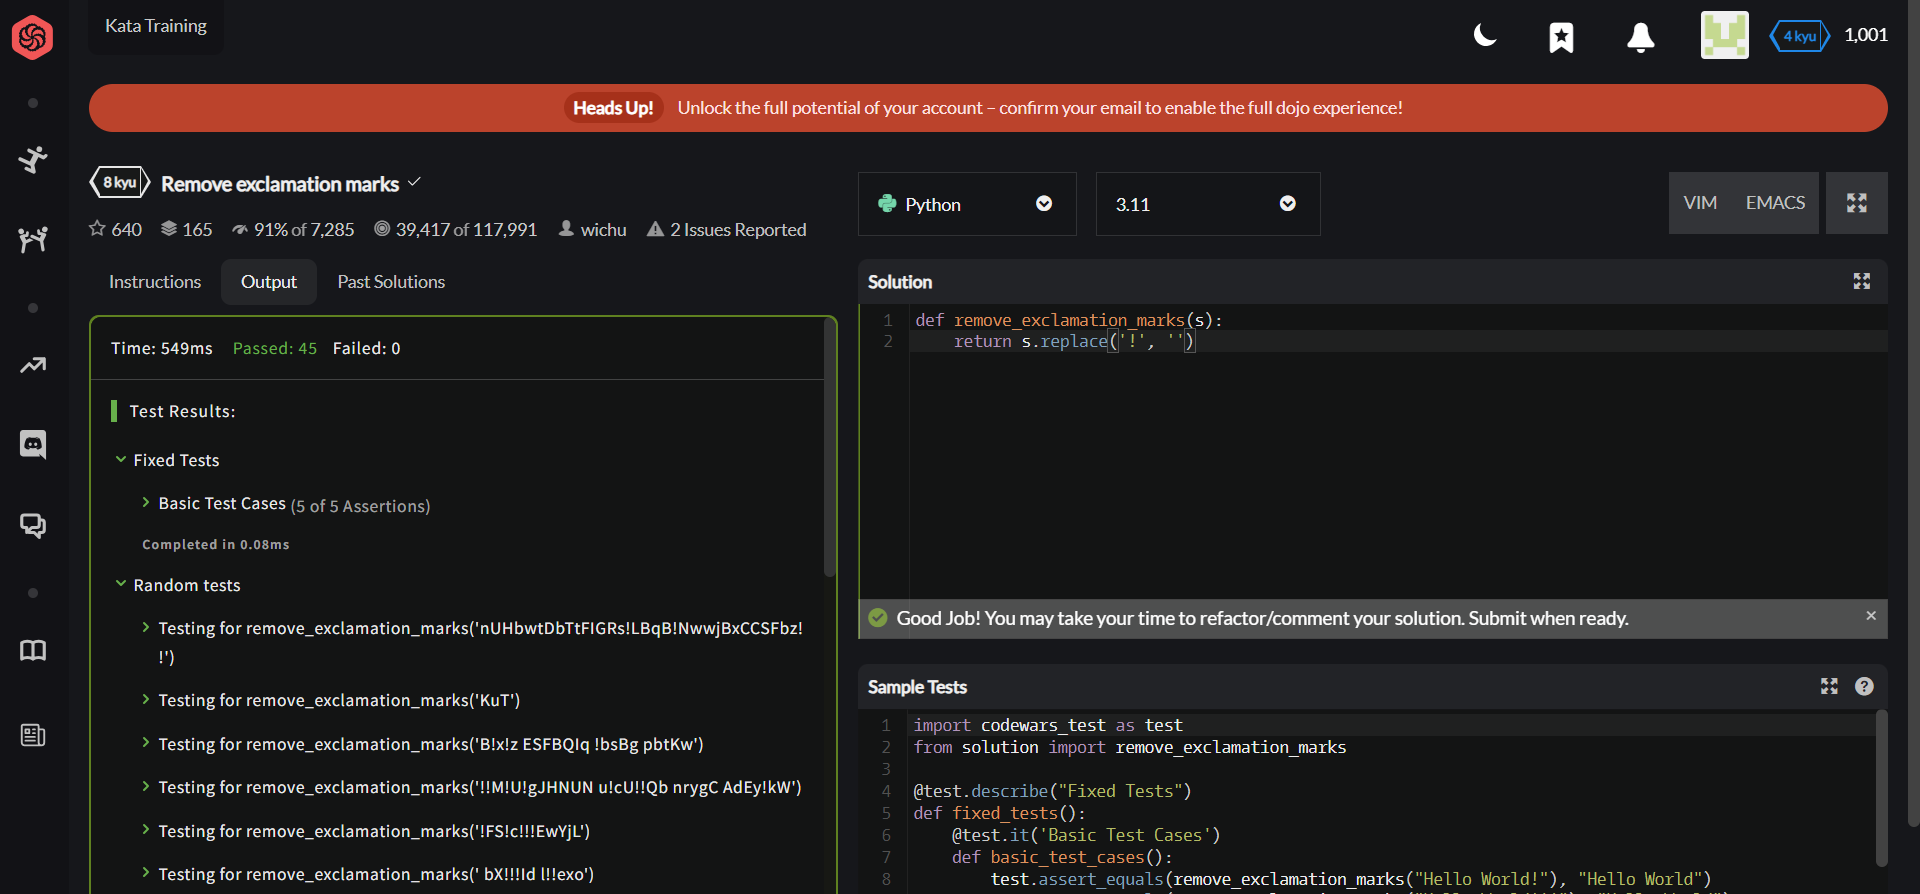 Kata Training
4 kyu 1,001
Heads Up! Unlock the full potential of your account – confirm your email to enable the full dojo experience!
8 kyu Remove exclamation marks
640 165 91% of 7,285 39,417 of 117,991 wichu 2 Issues Reported
Instructions Output Past Solutions
Time: 549ms Passed: 45 Failed: 0
Test Results:
Fixed Tests
Basic Test Cases (5 of 5 Assertions)
Completed in 0.08ms
Random tests
Testing for remove_exclamation_marks('nUHbwtDbTtFIGRs!LBqB!NwwjBxCCSFbz!
!')
Testing for remove_exclamation_marks('KuT')
Testing for remove_exclamation_marks('B!x!z ESFBQIq !bsBg pbtKw')
Testing for remove_exclamation_marks('!!M!U!gJHNUN u!cU!!Qb nrygC AdEy!kW')
Testing for remove_exclamation_marks('!FS!c!!!EwYjL')
Testing for remove_exclamation_marks(' bX!!!Id l!!exo')
Python 3.11 VIM EMACS
Solution
1 def remove_exclamation_marks(s):
2 return s.replace('!', '')
Good Job! You may take your time to refactor/comment your solution. Submit when ready.
Sample Tests
1 import codewars_test as test
2 from solution import remove_exclamation_marks
3
4 @test.describe("Fixed Tests")
5 def fixed_tests():
6 @test.it('Basic Test Cases')
7 def basic_test_cases():
8 test.assert_equals(remove_exclamation_marks("Hello World!"), "Hello World")